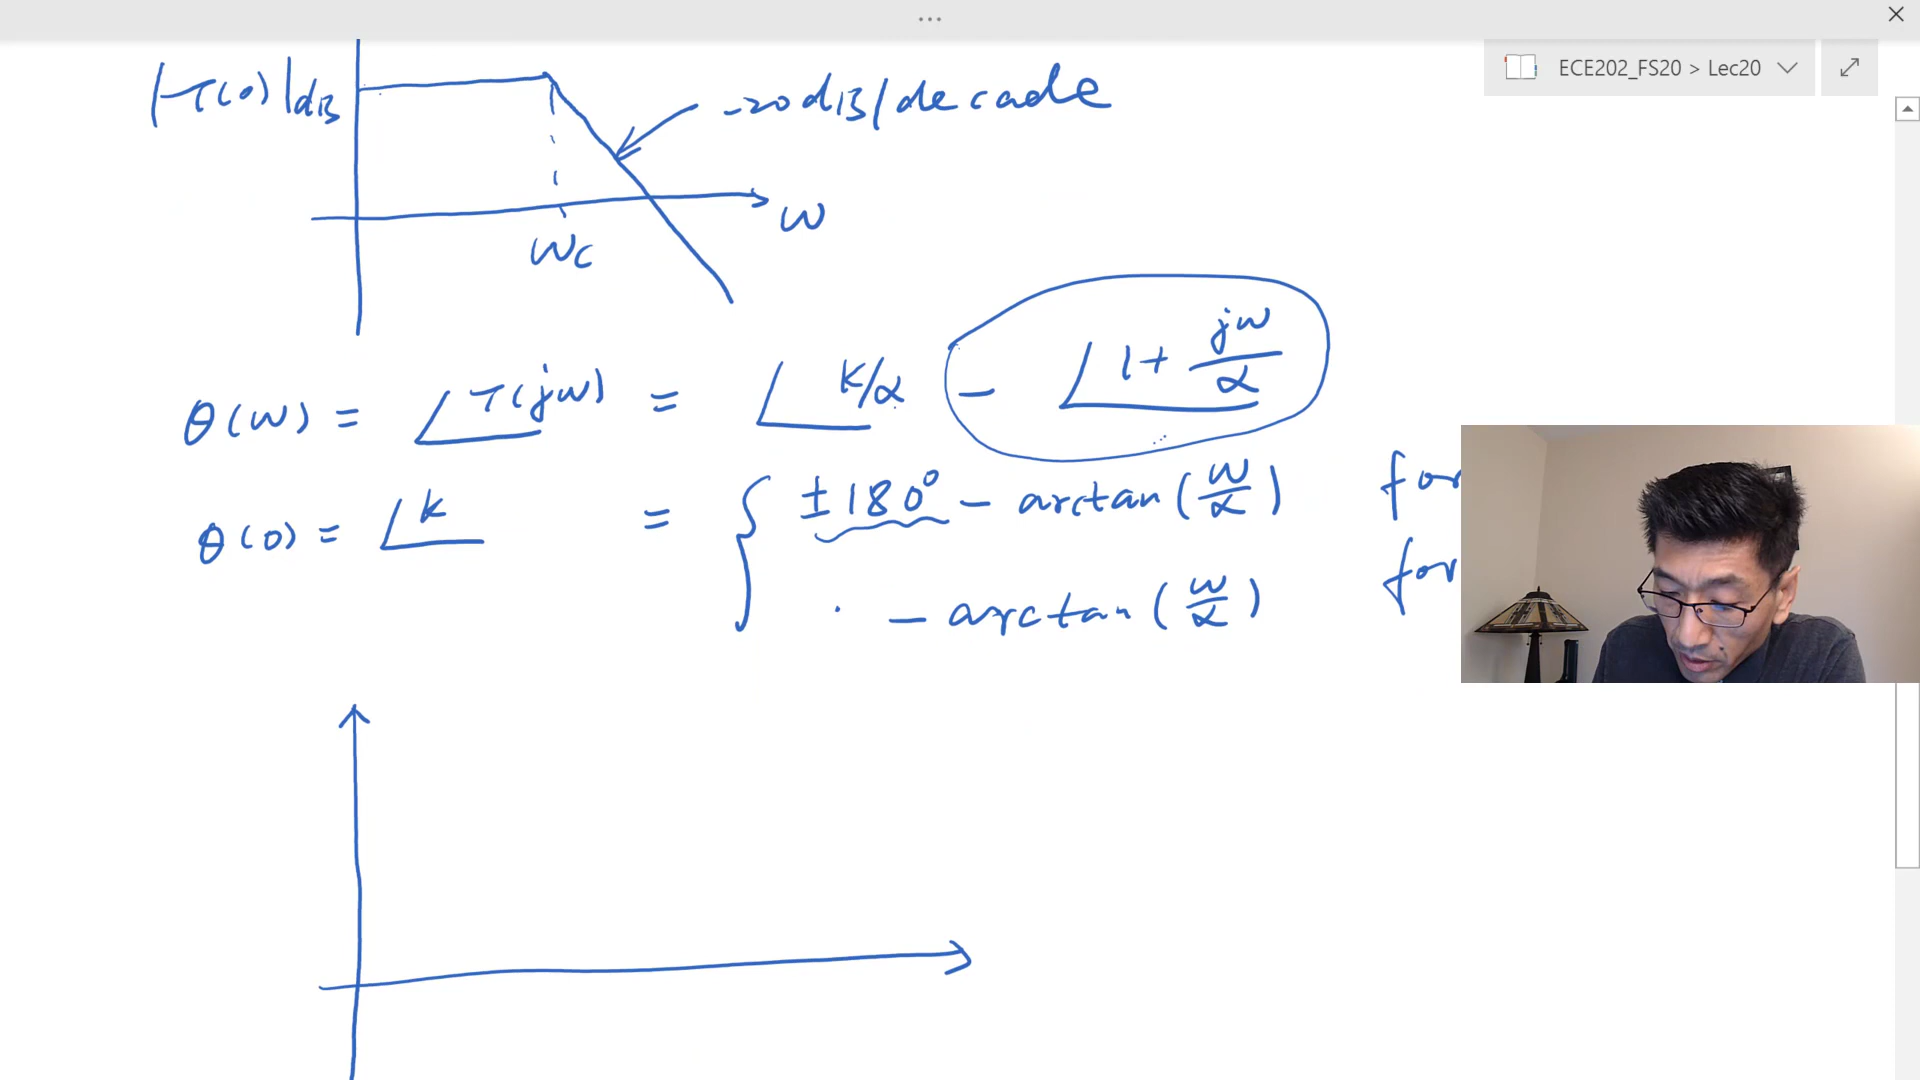 ...
ECE202_FS20 > Lec20
|T(0)|dB
-20dB/decade
ω
ωc
θ(ω) = ∠T(jω) = ∠K/α - ∠1 + jω/α
θ(0) = ∠K = { ±180° - arctan(ω/α) for
- arctan(ω/α) for